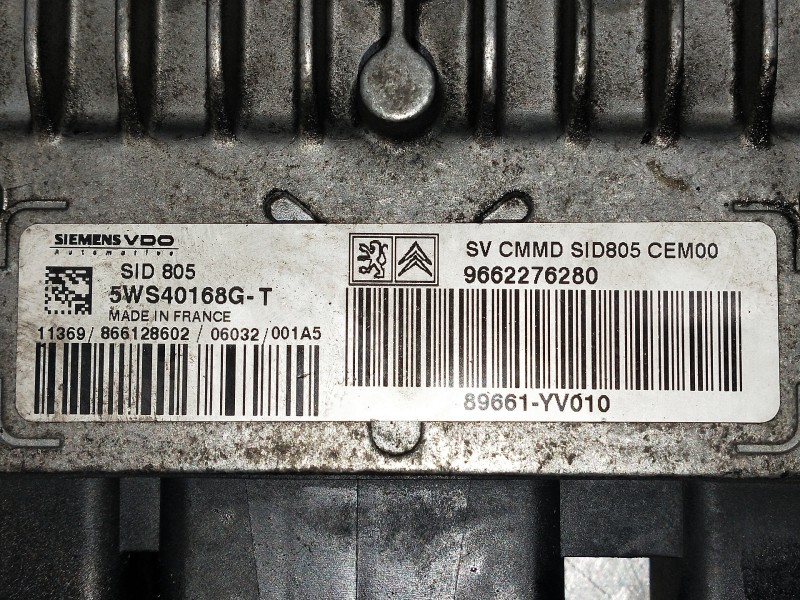 SIEMENS VDO
Automotive
SID 805
5WS40168G-T
MADE IN FRANCE
11369/ 866128602 / 06032/ 001A5
SV CMMD SID805 CEM00
9662276280
89661-YV010